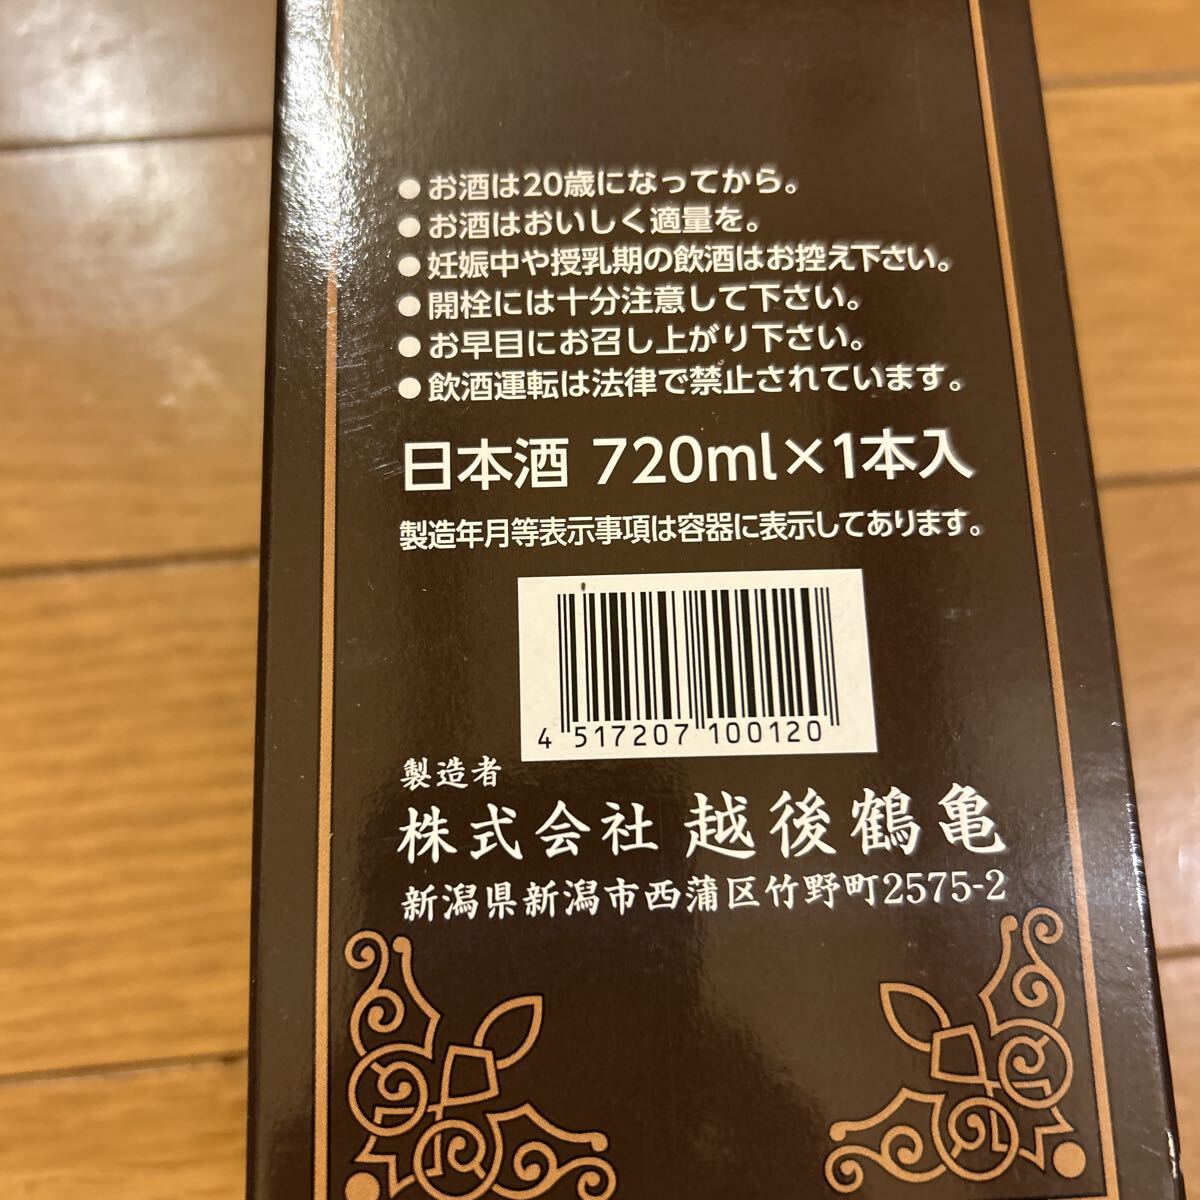 ●お酒は20歳になってから。
●お酒はおいしく適量を。
●妊娠中や授乳期の飲酒はお控え下さい。
●開栓には十分注意して下さい。
●お早目にお召し上がり下さい。
●飲酒運転は法律で禁止されています。
日本酒 720ml×1本入
製造年月等表示事項は容器に表示してあります。
4 517207 100120
製造者
株式会社 越後鶴亀
新潟県新潟市西蒲区竹野町2575-2